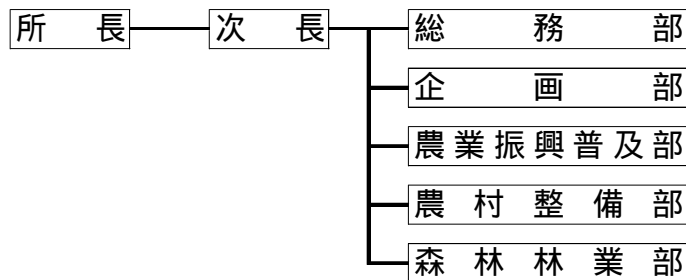 所長
次長
総務部
企画部
農業振興普及部
農村整備部
森林林業部